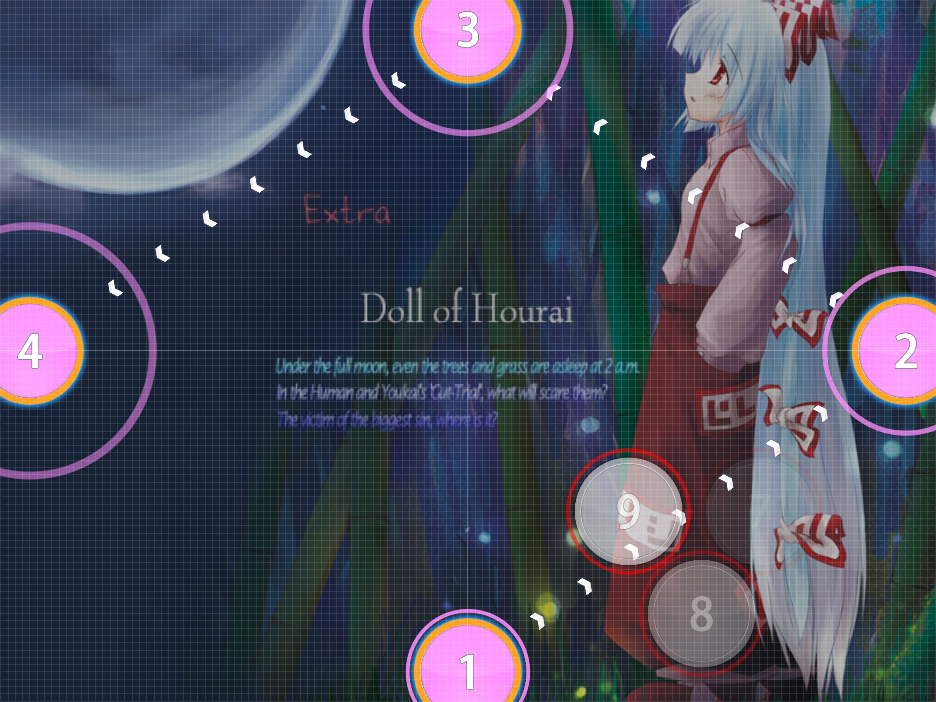 3
Extra
Doll of Hourai
4
2
Under the full moon, even the trees and grass are asleep at 2 a.m.
In the Human and Youkai's "Gut-Trial", what will scare them?
The victim of the biggest sin, where is it?
9
8
1